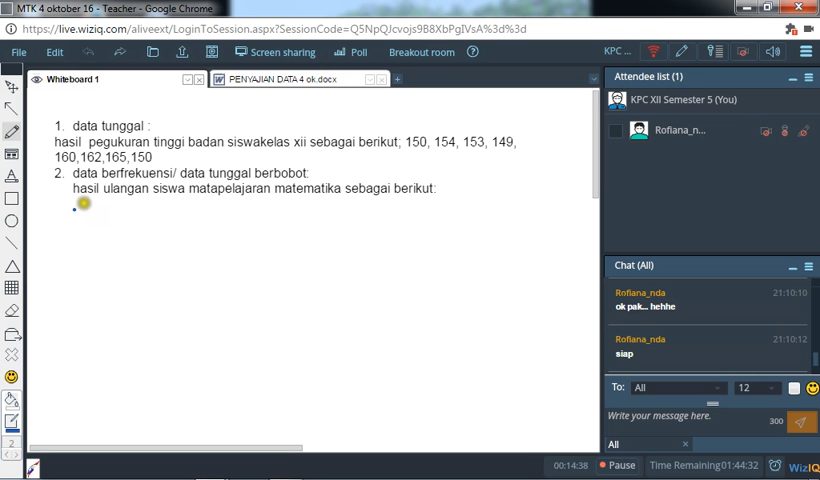 MTK 4 oktober 16 - Teacher - Google Chrome
https://live.wiziq.com/aliveext/LoginToSession.aspx?SessionCode=Q5NpQJcvojs9B8XbPgIVsA%3d%3d
File Edit Screen sharing Poll Breakout room KPC ...
Whiteboard 1 PENYAJIAN DATA 4 ok.docx
Attendee list (1)
KPC XII Semester 5 (You)
Rofiana_n...
1. data tunggal :
hasil pegukuran tinggi badan siswakelas xii sebagai berikut; 150, 154, 153, 149,
160,162,165,150
2. data berfrekuensi/ data tunggal berbobot:
hasil ulangan siswa matapelajaran matematika sebagai berikut:
Chat (All)
Rofiana_nda 21:10:10
ok pak... hehhe
Rofiana_nda 21:10:12
siap
To: All 12
Write your message here. 300
All
2
00:14:38 Pause Time Remaining01:44:32 WizIQ